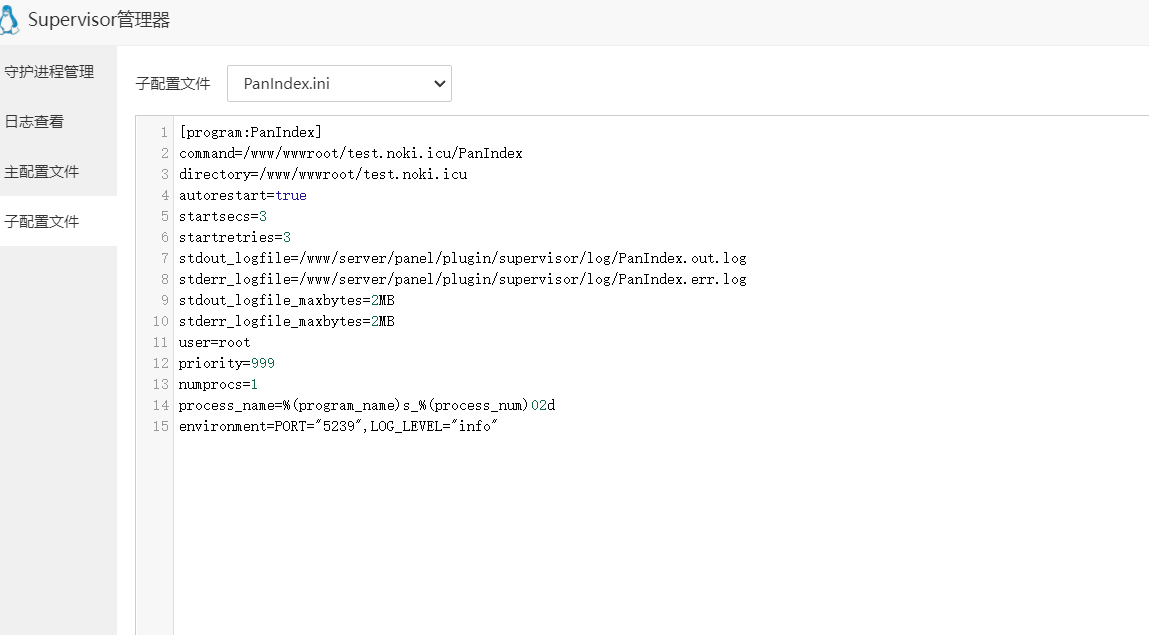 Supervisor管理器
守护进程管理
日志查看
主配置文件
子配置文件
子配置文件 PanIndex.ini
1 [program:PanIndex]
2 command=/www/wwwroot/test.noki.icu/PanIndex
3 directory=/www/wwwroot/test.noki.icu
4 autorestart=true
5 startsecs=3
6 startretries=3
7 stdout_logfile=/www/server/panel/plugin/supervisor/log/PanIndex.out.log
8 stderr_logfile=/www/server/panel/plugin/supervisor/log/PanIndex.err.log
9 stdout_logfile_maxbytes=2MB
10 stderr_logfile_maxbytes=2MB
11 user=root
12 priority=999
13 numprocs=1
14 process_name=%(program_name)s_%(process_num)02d
15 environment=PORT="5239",LOG_LEVEL="info"